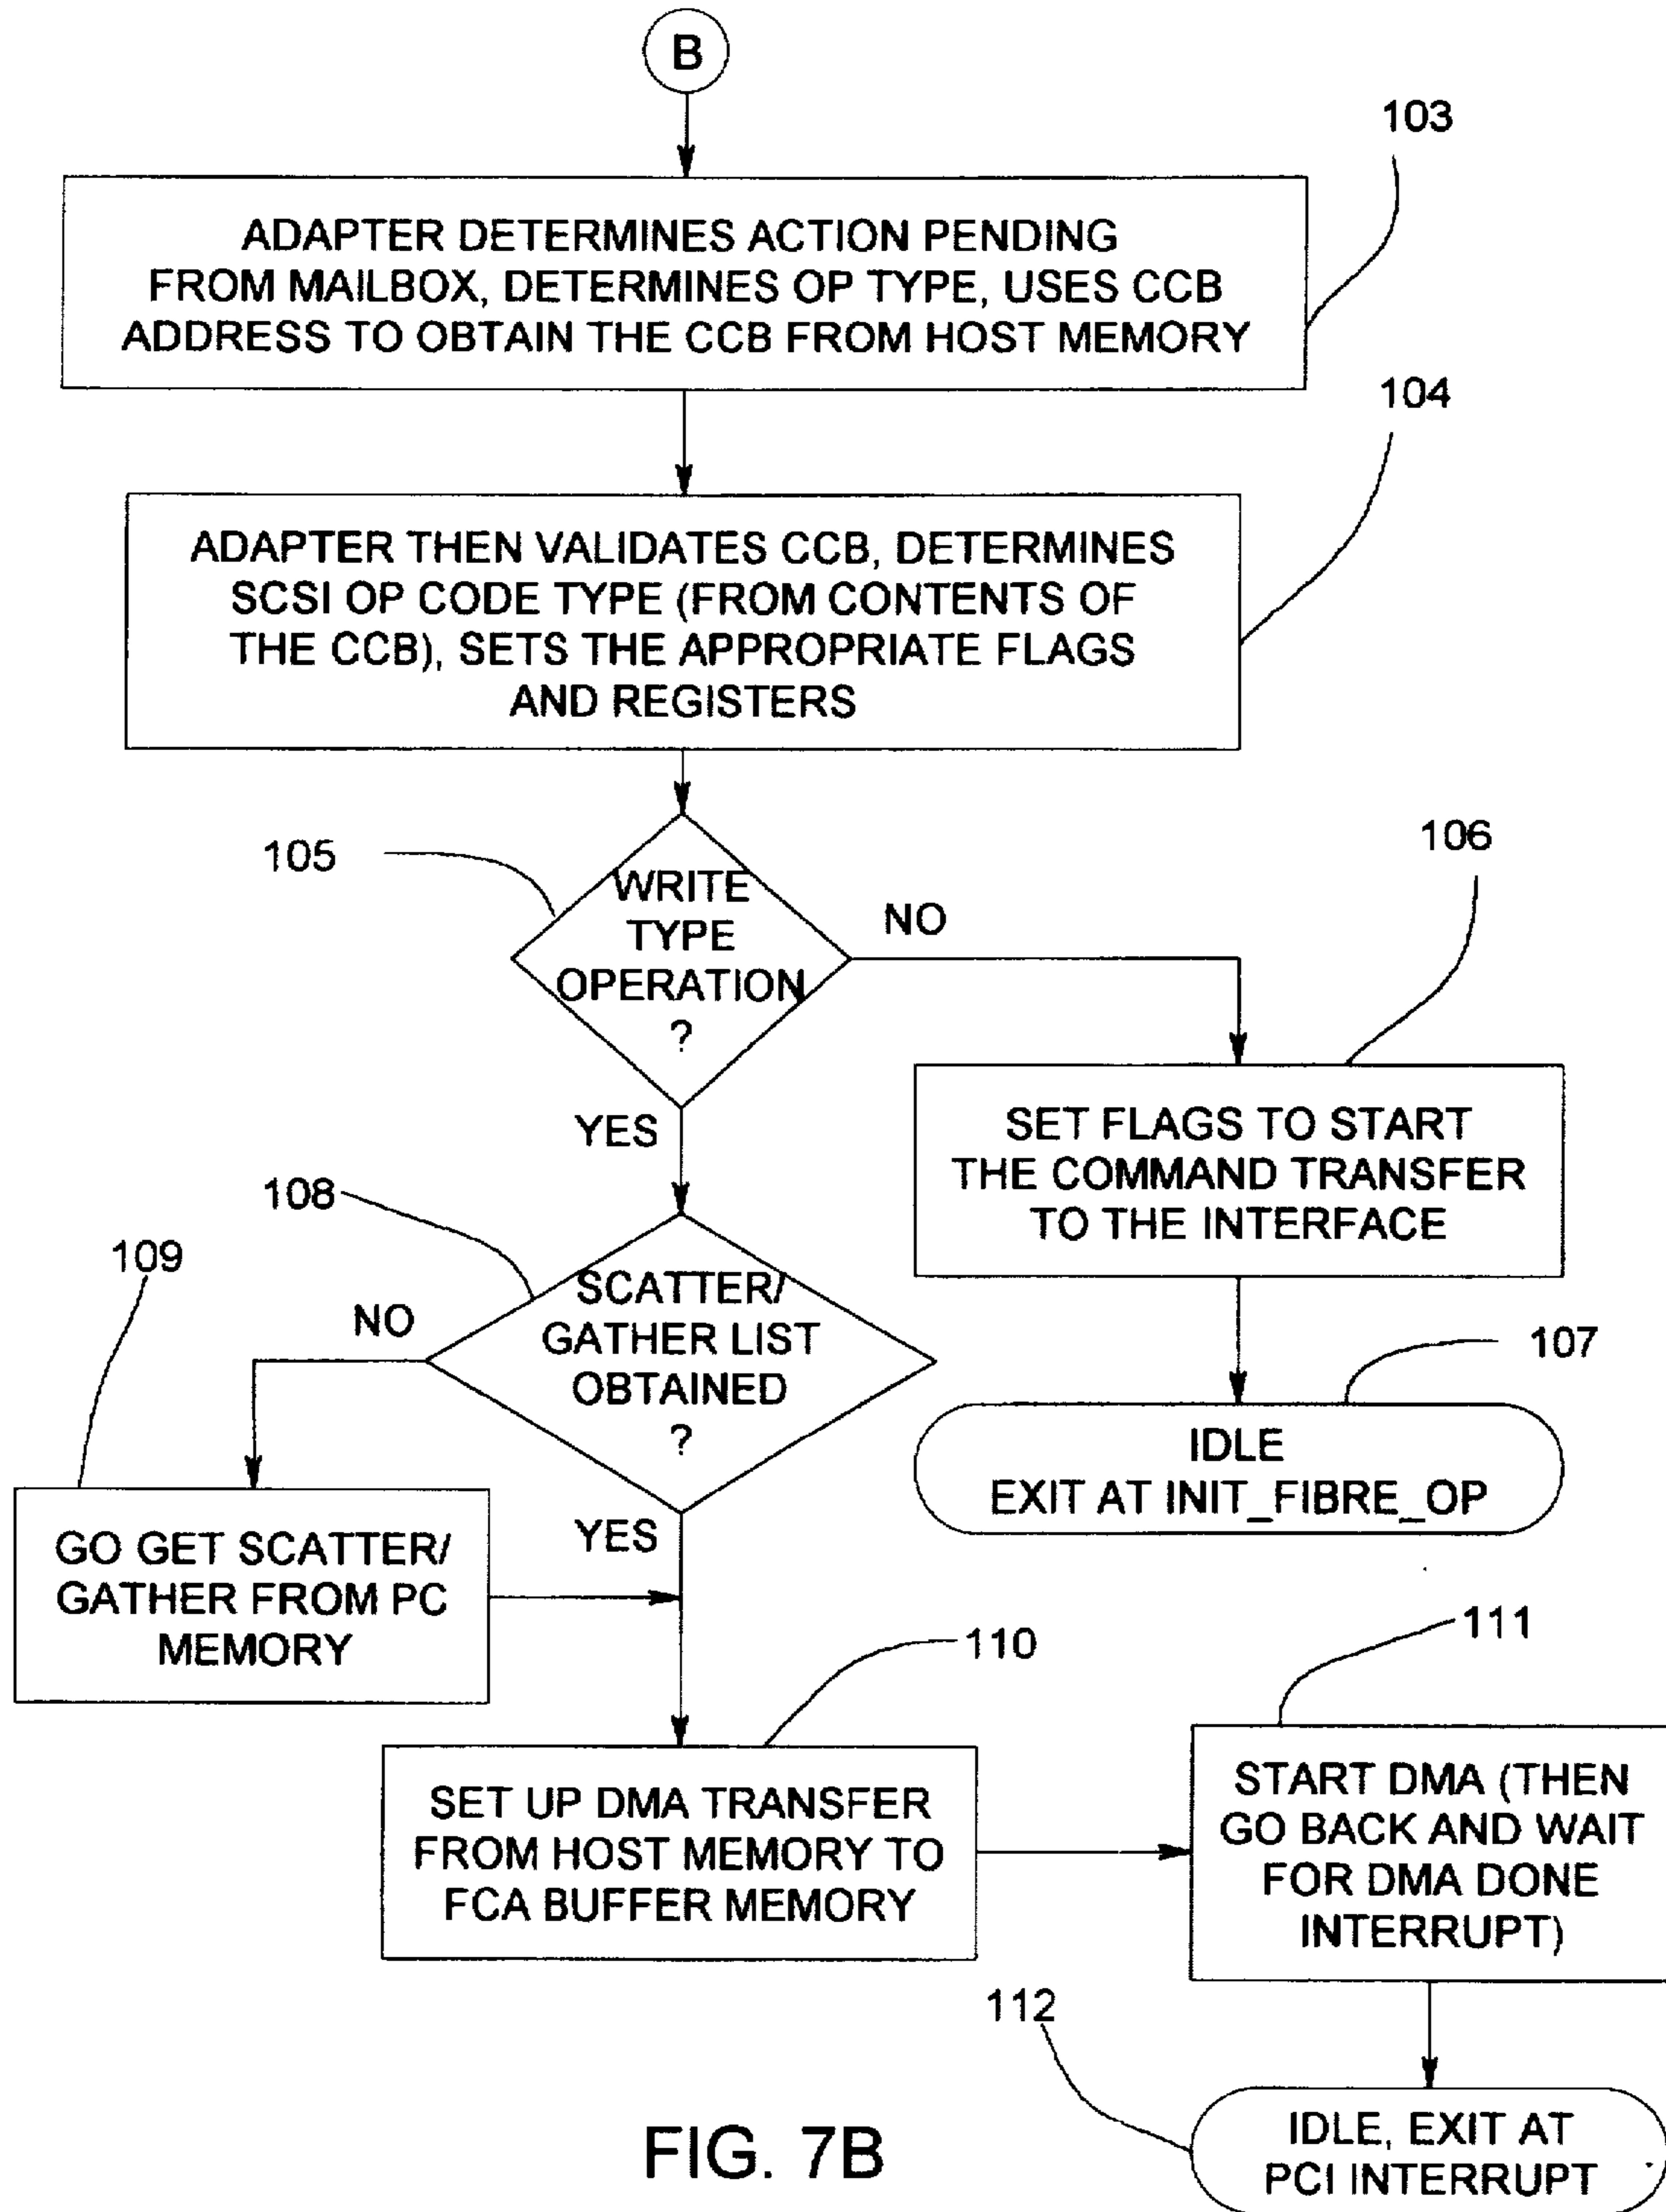 B
103
ADAPTER DETERMINES ACTION PENDING
FROM MAILBOX, DETERMINES OP TYPE, USES CCB
ADDRESS TO OBTAIN THE CCB FROM HOST MEMORY
104
ADAPTER THEN VALIDATES CCB, DETERMINES
SCSI OP CODE TYPE (FROM CONTENTS OF
THE CCB), SETS THE APPROPRIATE FLAGS
AND REGISTERS
105
WRITE
TYPE
OPERATION
?
NO
YES
106
SET FLAGS TO START
THE COMMAND TRANSFER
TO THE INTERFACE
107
IDLE
EXIT AT INIT_FIBRE_OP
108
SCATTER/
GATHER LIST
OBTAINED
?
NO
YES
109
GO GET SCATTER/
GATHER FROM PC
MEMORY
110
SET UP DMA TRANSFER
FROM HOST MEMORY TO
FCA BUFFER MEMORY
111
START DMA (THEN
GO BACK AND WAIT
FOR DMA DONE
INTERRUPT)
112
IDLE, EXIT AT
PCI INTERRUPT
FIG. 7B